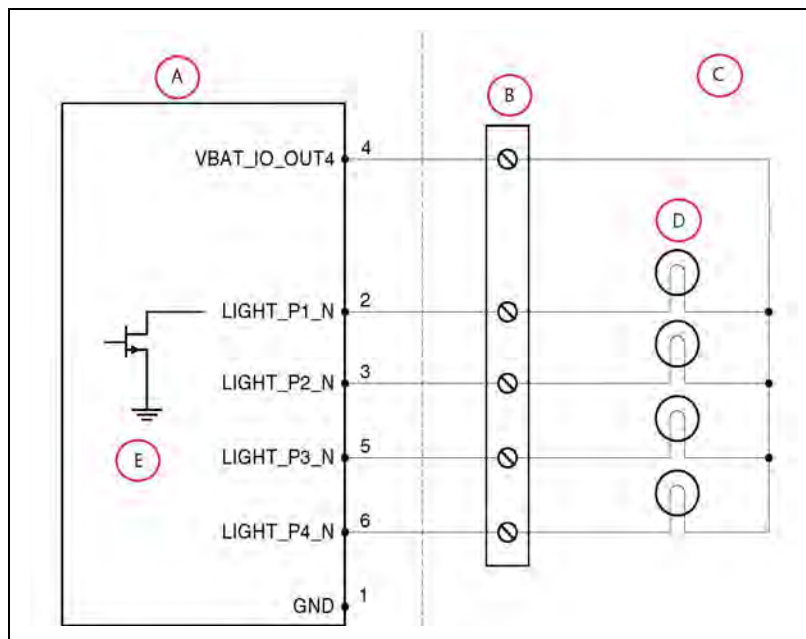 A
B
C
VBAT_IO_OUT4 4
D
LIGHT_P1_N 2
LIGHT_P2_N 3
E
LIGHT_P3_N 5
LIGHT_P4_N 6
GND 1